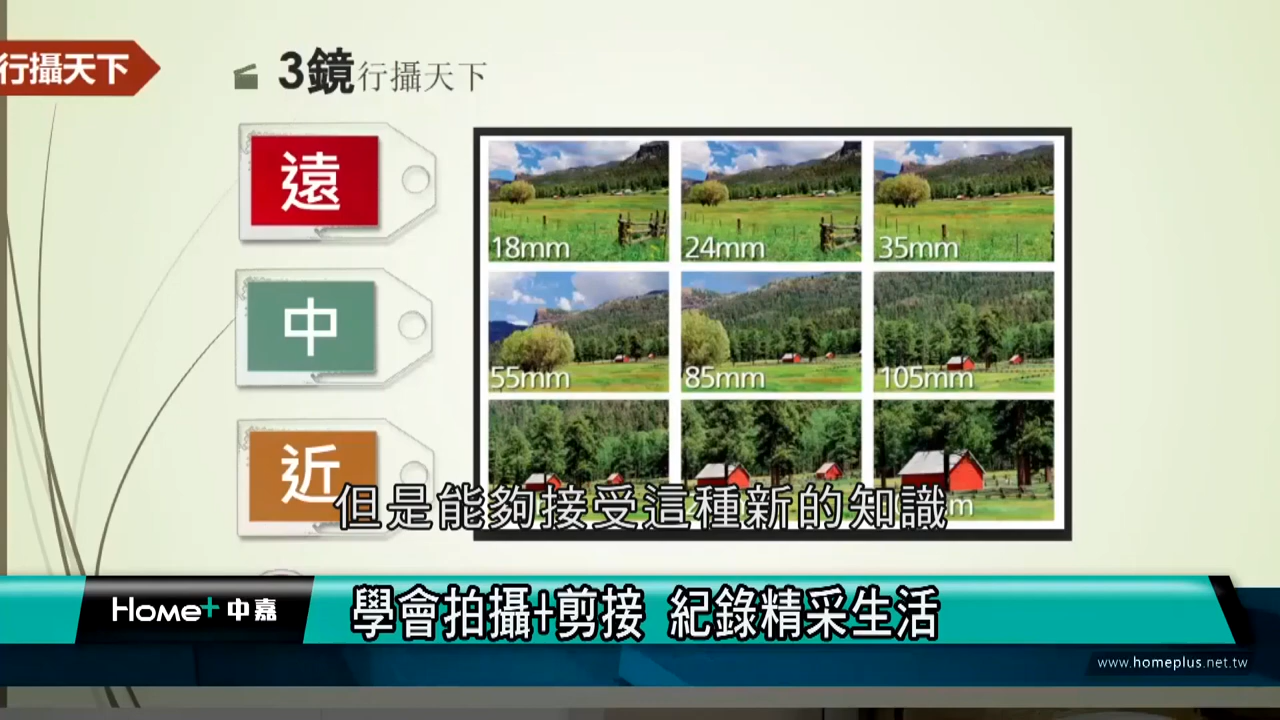 行攝天下
3鏡行攝天下
遠
18mm
24mm
35mm
中
55mm
85mm
105mm
近
但是能夠接受這種新的知識
Home+中嘉
學會拍攝+剪接 紀錄精采生活
www.homeplus.net.tw